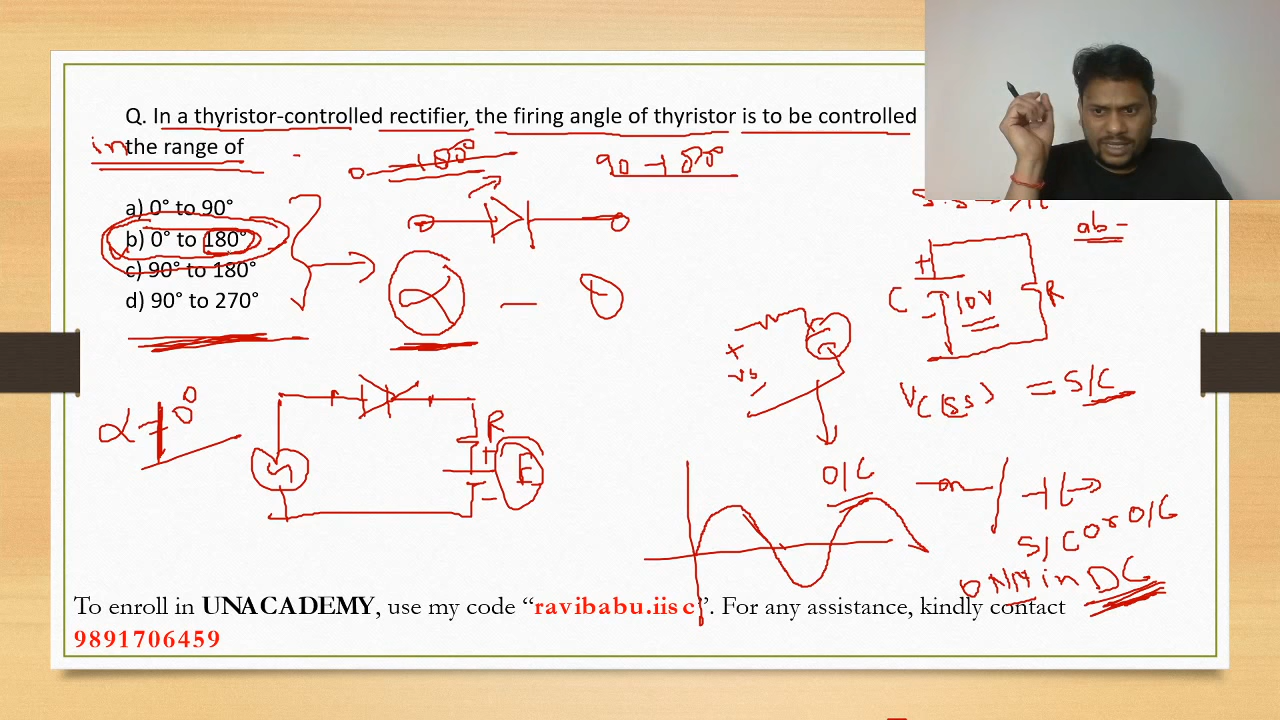 Q. In a thyristor-controlled rectifier, the firing angle of thyristor is to be controlled
in the range of
0 → 180°
90 → 180°
a) 0° to 90°
b) 0° to 180°
c) 90° to 180°
d) 90° to 270°
α –
ab –
+
C 10V R
+
Vs
VC(SS) = S/C
α = 0°
R
+
E
–
O/C
S/C or O/C
in DC
To enroll in UNACADEMY, use my code “ravibabu.iisc”. For any assistance, kindly contact
9891706459